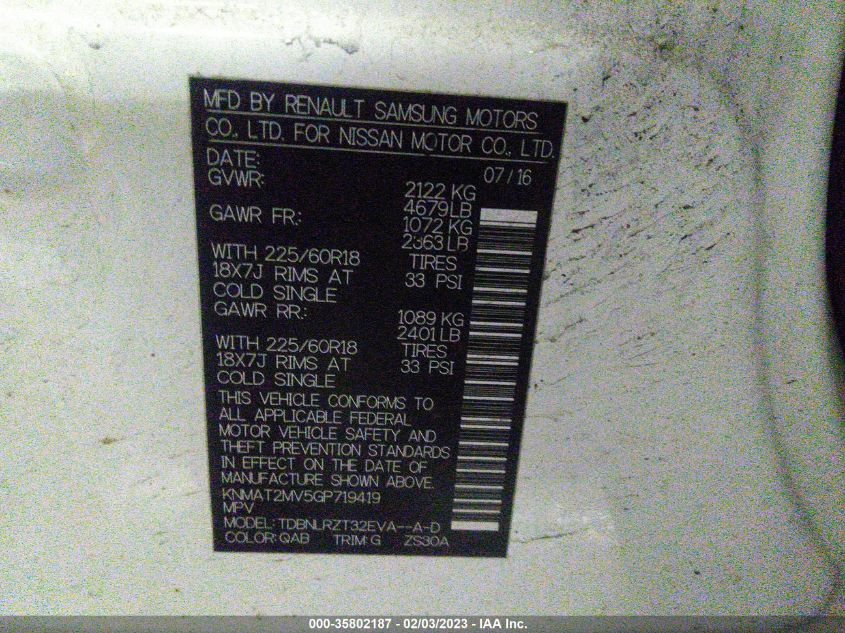 MFD BY RENAULT SAMSUNG MOTORS
CO., LTD. FOR NISSAN MOTOR CO., LTD.
DATE: 07/16
GVWR: 2122 KG
4679LB
GAWR FR: 1072 KG
2363LB
WITH 225/60R18 TIRES
18X7J RIMS AT 33 PSI
COLD SINGLE
GAWR RR: 1089 KG
2401LB
WITH 225/60R18 TIRES
18X7J RIMS AT 33 PSI
COLD SINGLE
THIS VEHICLE CONFORMS TO
ALL APPLICABLE FEDERAL
MOTOR VEHICLE SAFETY AND
THEFT PREVENTION STANDARDS
IN EFFECT ON THE DATE OF
MANUFACTURE SHOWN ABOVE.
KNMAT2MV5GP719419
MPV
MODEL: TDBNLRZT32EVA--A-D
COLOR: QAB TRIM: G ZS30A
000-35802187 - 02/03/2023 - IAA Inc.